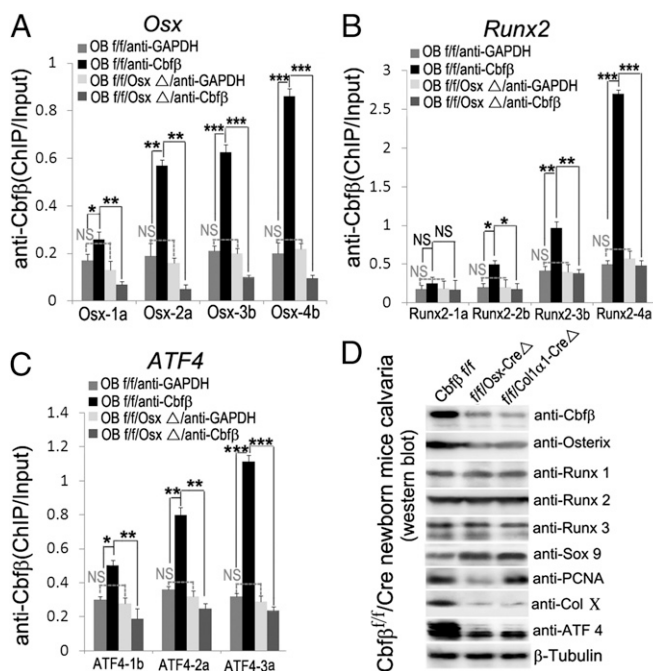 A
Osx
OB f/f/anti-GAPDH
OB f/f/anti-Cbfβ
OB f/f/Osx △/anti-GAPDH
OB f/f/Osx △/anti-Cbfβ
anti-Cbfβ(ChIP/Input)
1
0.8
0.6
0.4
0.2
0
NS * **
NS ** **
NS *** ***
NS *** ***
Osx-1a Osx-2a Osx-3b Osx-4b
B
Runx2
OB f/f/anti-GAPDH
OB f/f/anti-Cbfβ
OB f/f/Osx △/anti-GAPDH
OB f/f/Osx △/anti-Cbfβ
anti-Cbfβ(ChIP/Input)
3
2.5
2
1.5
1
0.5
0
NS NS NS
NS * *
NS ** **
NS *** ***
Runx2-1a Runx2-2b Runx2-3b Runx2-4a
C
ATF4
OB f/f/anti-GAPDH
OB f/f/anti-Cbfβ
OB f/f/Osx △/anti-GAPDH
OB f/f/Osx △/anti-Cbfβ
anti-Cbfβ(ChIP/Input)
1.4
1.2
1
0.8
0.6
0.4
0.2
0
NS * **
NS ** **
NS *** ***
ATF4-1b ATF4-2a ATF4-3a
D
Cbfβ f/f
f/f/Osx-Cre△
f/f/Col1α1-Cre△
Cbfβf/f/Cre newborn mice calvaria
(western blot)
anti-Cbfβ
anti-Osterix
anti-Runx 1
anti-Runx 2
anti-Runx 3
anti-Sox 9
anti-PCNA
anti-Col X
anti-ATF 4
β-Tubulin